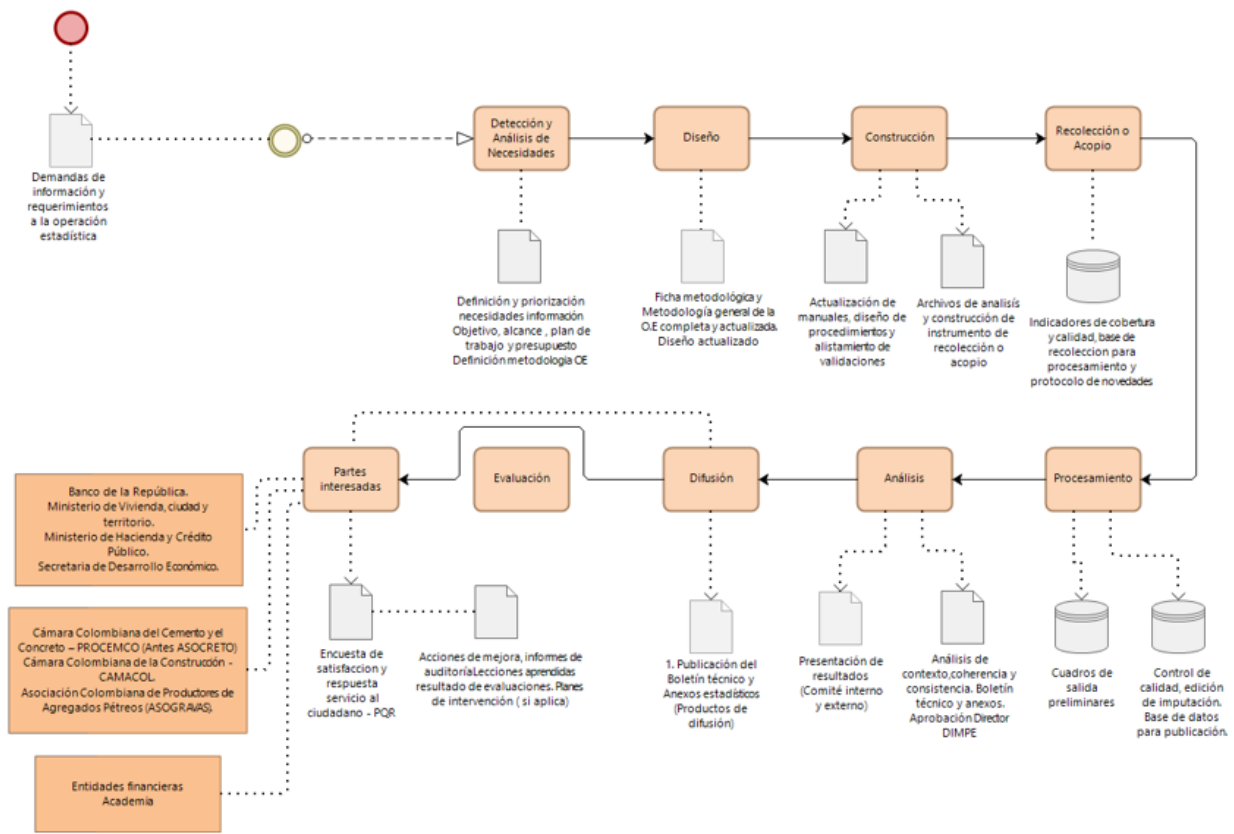 Detección y
Análisis de
Necesidades
Diseño
Construcción
Recolección o
Acopio
Demandas de
información y
requerimientos
a la operación
estadística
Definición y priorización
necesidades información
Objetivo, alcance , plan de
trabajo y presupuesto
Definición metodología OE
Ficha metodológica y
Metodología general de la
O.E completa y actualizada.
Diseño actualizado
Actualización de
manuales, diseño de
procedimientos y
alistamiento de
validaciones
Archivos de analisís
y construcción de
instrumento de
recolección o
acopio
Indicadores de cobertura
y calidad, base de
recoleccion para
procesamiento y
protocolo de novedades
Partes
interesadas
Evaluación
Difusión
Análisis
Procesamiento
Banco de la República.
Ministerio de Vivienda, ciudad y
territorio.
Ministerio de Hacienda y Crédito
Público.
Secretaria de Desarrollo Económico.
Cámara Colombiana del Cemento y el
Concreto – PROCEMCO (Antes ASOCRETO)
Cámara Colombiana de la Construcción -
CAMACOL.
Asociación Colombiana de Productores de
Agregados Pétreos (ASOGRAVAS).
Entidades financieras
Academia
Encuesta de
satisfaccion y
respuesta
servicio al
ciudadano - PQR
Acciones de mejora, informes de
auditoríaLecciones aprendidas
resultado de evaluaciones. Planes
de intervención ( si aplica)
1. Publicación del
Boletín técnico y
Anexos estadísticos
(Productos de
difusión)
Presentación de
resultados
(Comité interno
y externo)
Análisis de
contexto,coherencia y
consistencia. Boletín
técnico y anexos.
Aprobación Director
DIMPE
Cuadros de
salida
preliminares
Control de
calidad, edición
de imputación.
Base de datos
para publicación.